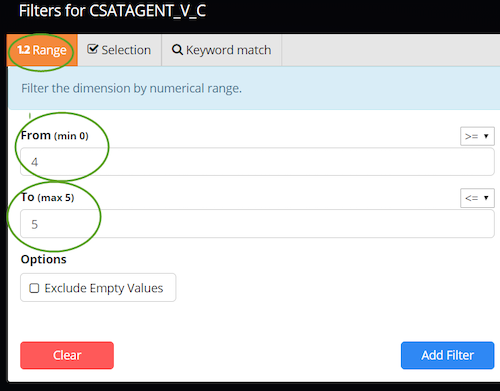 Filters for CSATAGENT_V_C
1.2 Range Selection Keyword match
Filter the dimension by numerical range.
From (min 0) >=
4
To (max 5) <=
5
Options
Exclude Empty Values
Clear Add Filter